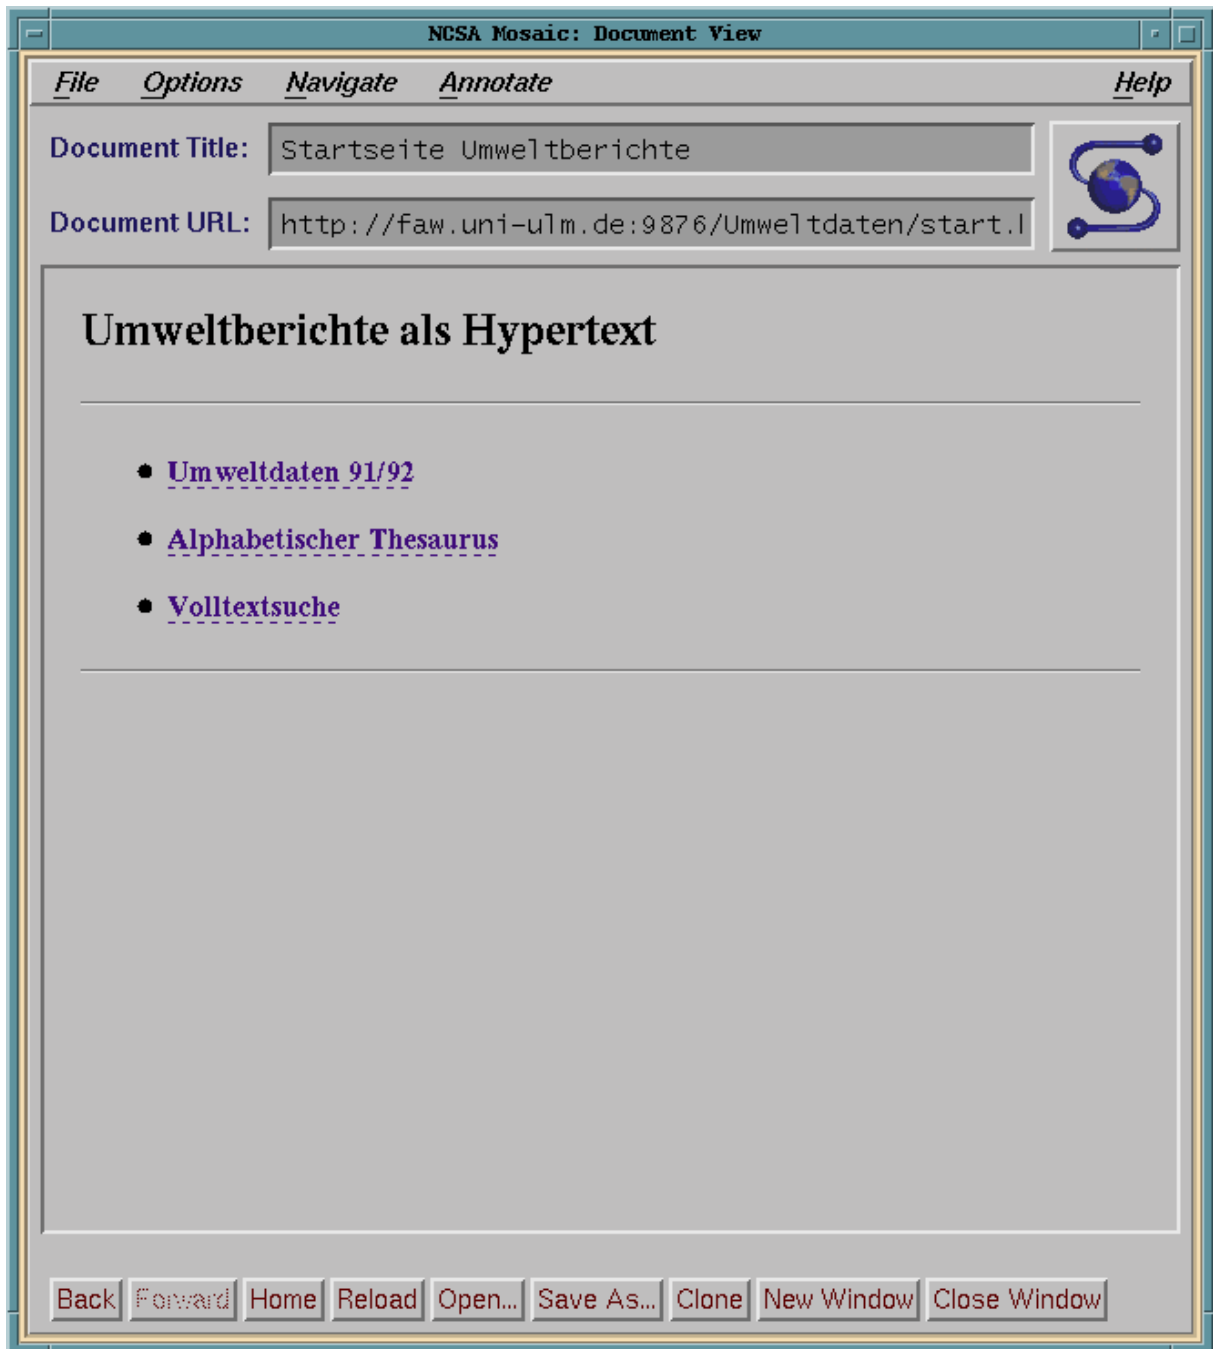 NCSA Mosaic: Document View
File Options Navigate Annotate Help
Document Title: Startseite Umweltberichte
Document URL: http://faw.uni-ulm.de:9876/Umweltdaten/start.
Umweltberichte als Hypertext
Umweltdaten 91/92
Alphabetischer Thesaurus
Volltextsuche
Back Forward Home Reload Open... Save As... Clone New Window Close Window